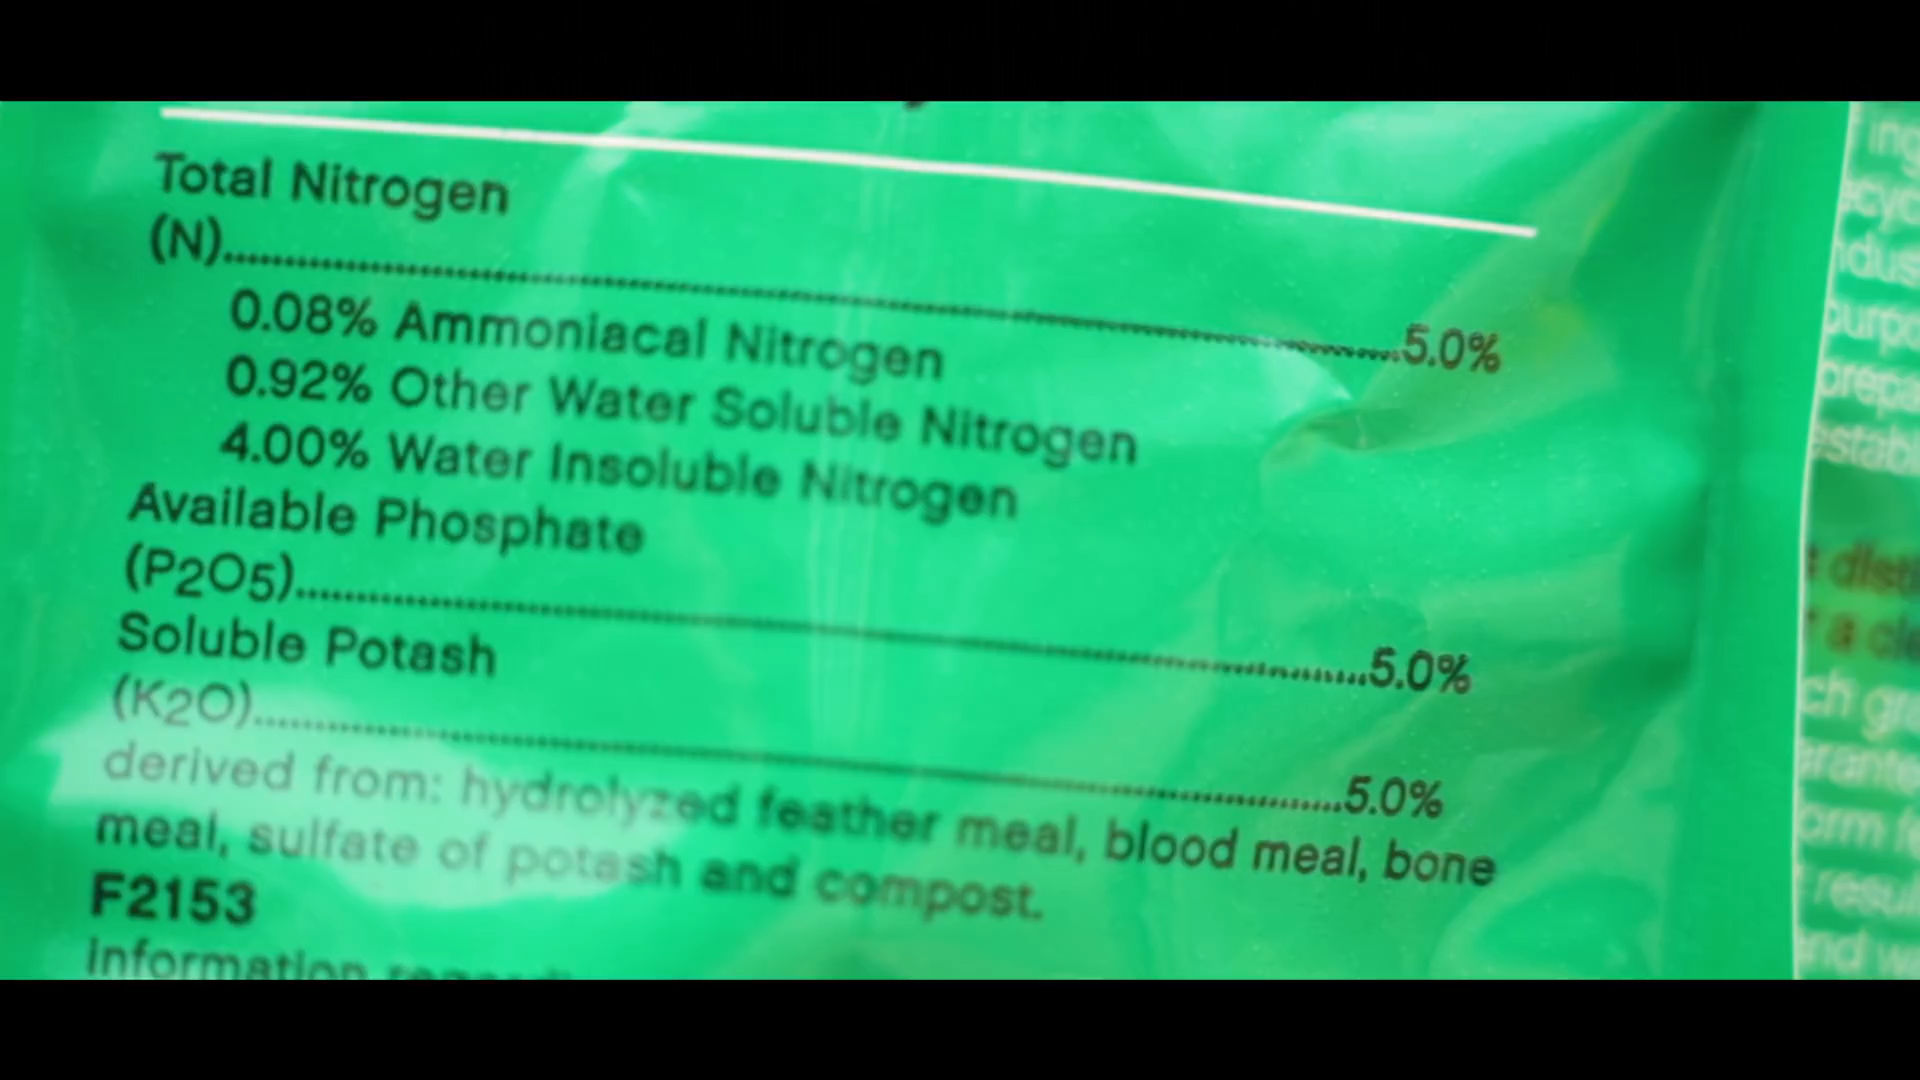 Total Nitrogen
(N)..........5.0%
0.08% Ammoniacal Nitrogen
0.92% Other Water Soluble Nitrogen
4.00% Water Insoluble Nitrogen
Available Phosphate
(P2O5)..........5.0%
Soluble Potash
(K2O)..........5.0%
derived from: hydrolyzed feather meal, blood meal, bone
meal, sulfate of potash and compost.
F2153
Information